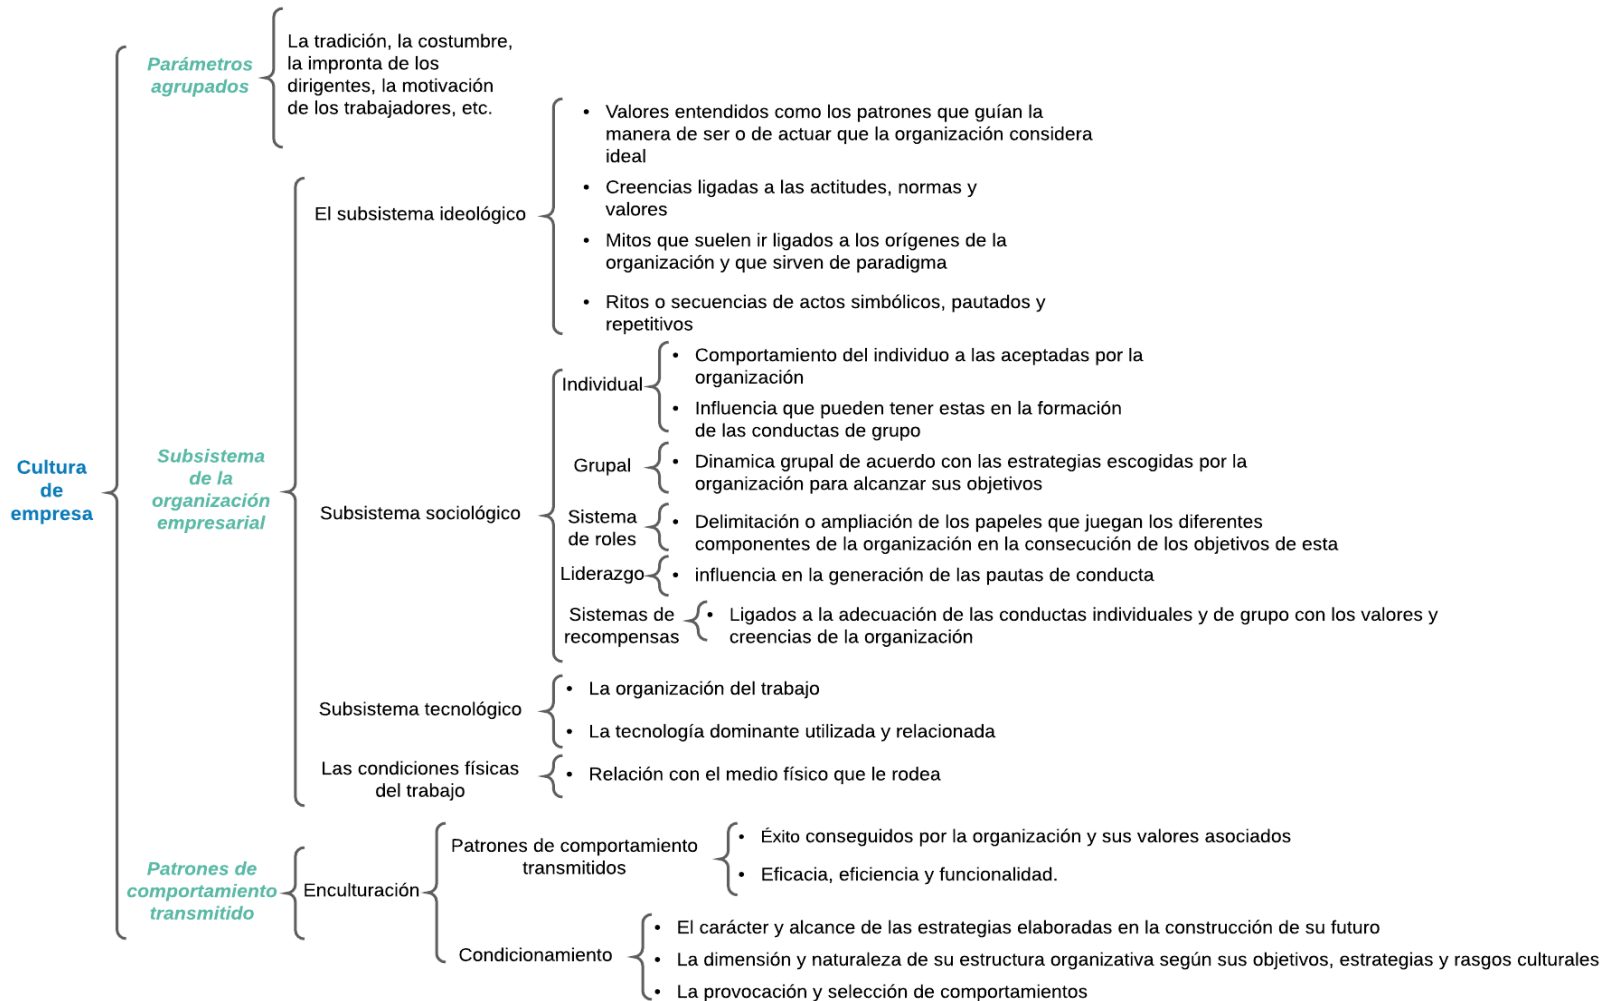 Cultura
de
empresa
Parámetros
agrupados
La tradición, la costumbre,
la impronta de los
dirigentes, la motivación
de los trabajadores, etc.
Subsistema
de la
organización
empresarial
El subsistema ideológico
• Valores entendidos como los patrones que guían la
manera de ser o de actuar que la organización considera
ideal
• Creencias ligadas a las actitudes, normas y
valores
• Mitos que suelen ir ligados a los orígenes de la
organización y que sirven de paradigma
• Ritos o secuencias de actos simbólicos, pautados y
repetitivos
Subsistema sociológico
Individual
• Comportamiento del individuo a las aceptadas por la
organización
• Influencia que pueden tener estas en la formación
de las conductas de grupo
Grupal
• Dinamica grupal de acuerdo con las estrategias escogidas por la
organización para alcanzar sus objetivos
Sistema
de roles
• Delimitación o ampliación de los papeles que juegan los diferentes
componentes de la organización en la consecución de los objetivos de esta
Liderazgo
• influencia en la generación de las pautas de conducta
Sistemas de
recompensas
• Ligados a la adecuación de las conductas individuales y de grupo con los valores y
creencias de la organización
Subsistema tecnológico
• La organización del trabajo
• La tecnología dominante utilizada y relacionada
Las condiciones físicas
del trabajo
• Relación con el medio físico que le rodea
Patrones de
comportamiento
transmitido
Enculturación
Patrones de comportamiento
transmitidos
• Éxito conseguidos por la organización y sus valores asociados
• Eficacia, eficiencia y funcionalidad.
Condicionamiento
• El carácter y alcance de las estrategias elaboradas en la construcción de su futuro
• La dimensión y naturaleza de su estructura organizativa según sus objetivos, estrategias y rasgos culturales
• La provocación y selección de comportamientos